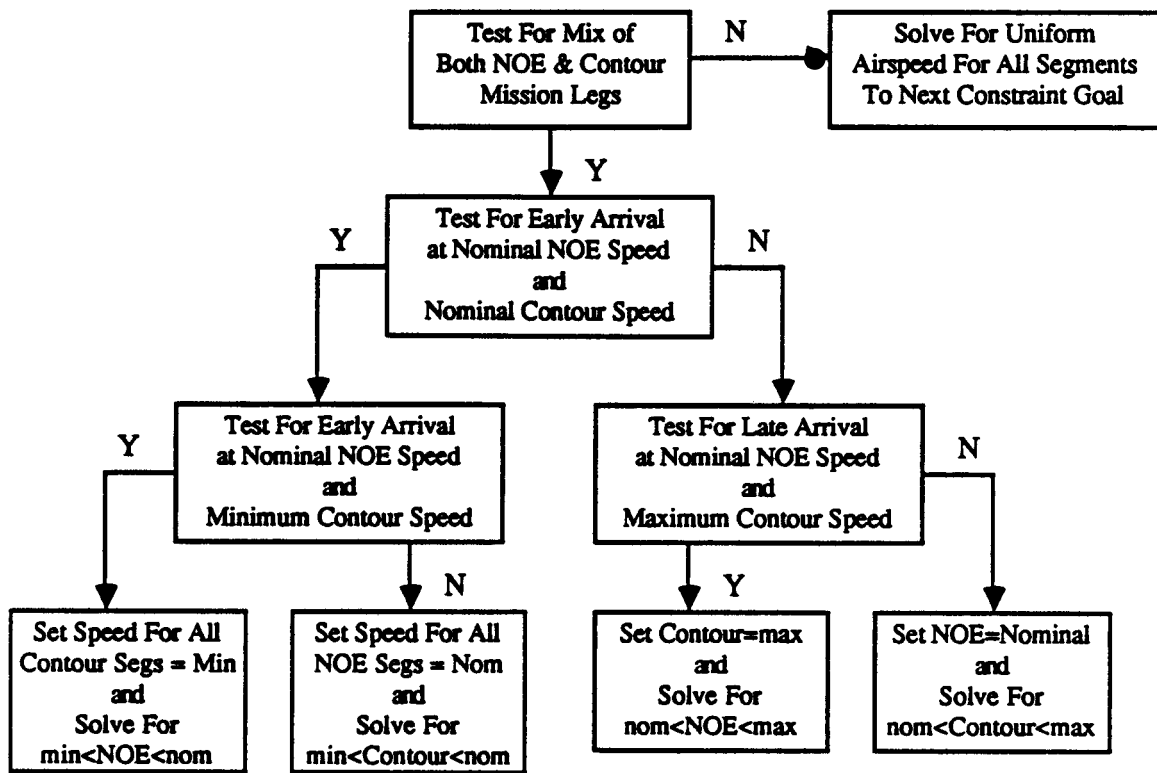 Test For Mix of
Both NOE & Contour
Mission Legs
N
Solve For Uniform
Airspeed For All Segments
To Next Constraint Goal
Y
Test For Early Arrival
at Nominal NOE Speed
and
Nominal Contour Speed
Y
N
Test For Early Arrival
at Nominal NOE Speed
and
Minimum Contour Speed
Y
N
Test For Late Arrival
at Nominal NOE Speed
and
Maximum Contour Speed
N
Y
Set Speed For All
Contour Segs = Min
and
Solve For
min<NOE<nom
Set Speed For All
NOE Segs = Nom
and
Solve For
min<Contour<nom
Set Contour=max
and
Solve For
nom<NOE<max
Set NOE=Nominal
and
Solve For
nom<Contour<max